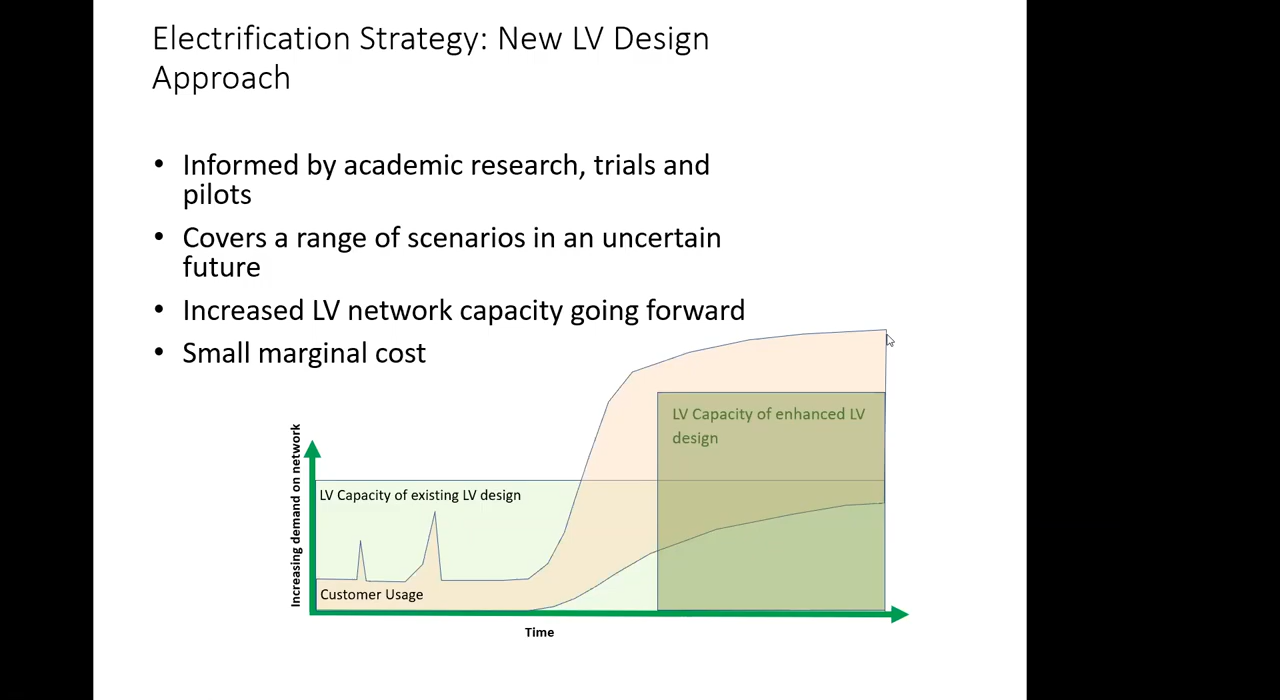 Electrification Strategy: New LV Design
Approach
• Informed by academic research, trials and
pilots
• Covers a range of scenarios in an uncertain
future
• Increased LV network capacity going forward
• Small marginal cost
LV Capacity of enhanced LV
design
Increasing demand on network
LV Capacity of existing LV design
Customer Usage
Time